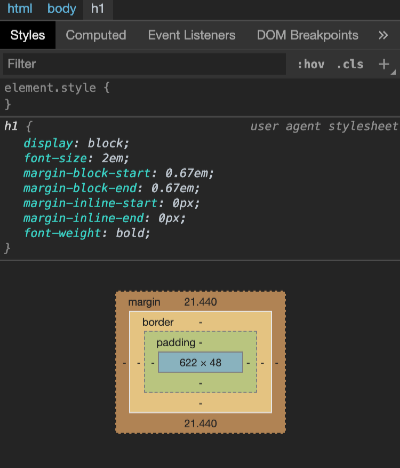 html body h1
Styles Computed Event Listeners DOM Breakpoints »
Filter :hov .cls +
element.style {
}
h1 { user agent stylesheet
display: block;
font-size: 2em;
margin-block-start: 0.67em;
margin-block-end: 0.67em;
margin-inline-start: 0px;
margin-inline-end: 0px;
font-weight: bold;
}
margin 21.440
border -
padding -
- - - 622 × 48 - - -
-
-
21.440